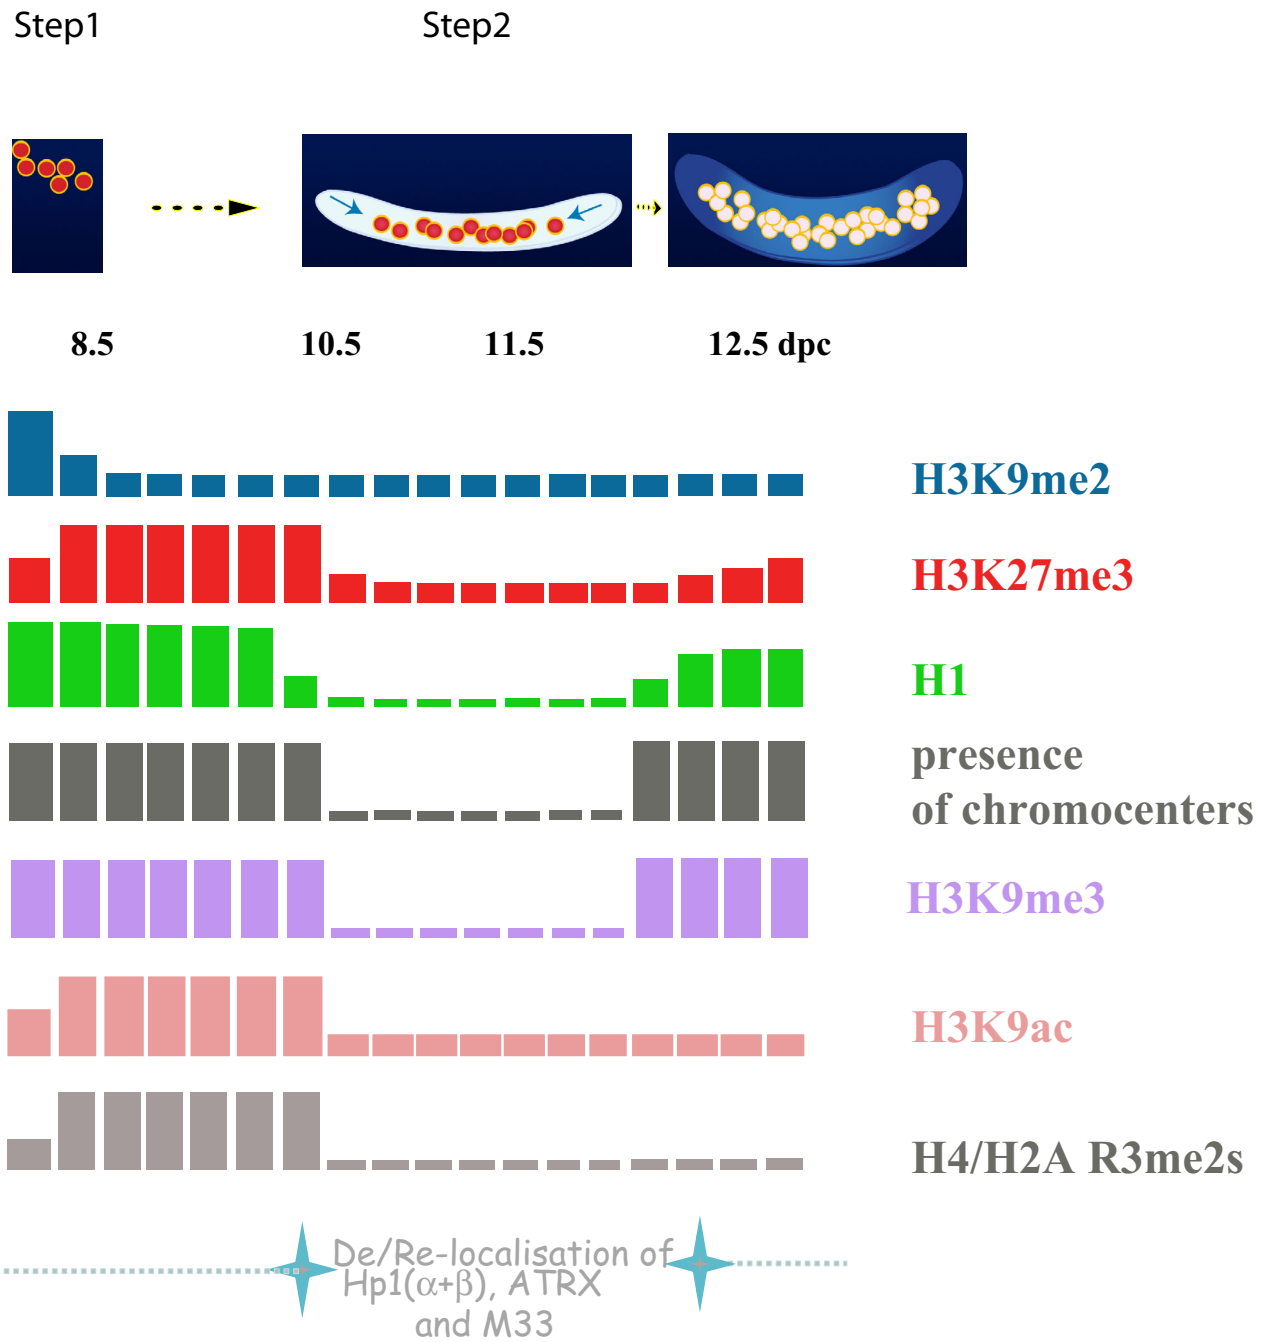 Step1
Step2
8.5
10.5
11.5
12.5 dpc
H3K9me2
H3K27me3
H1
presence
of chromocenters
H3K9me3
H3K9ac
H4/H2A R3me2s
De/Re-localisation of
Hp1(α+β), ATRX
and M33